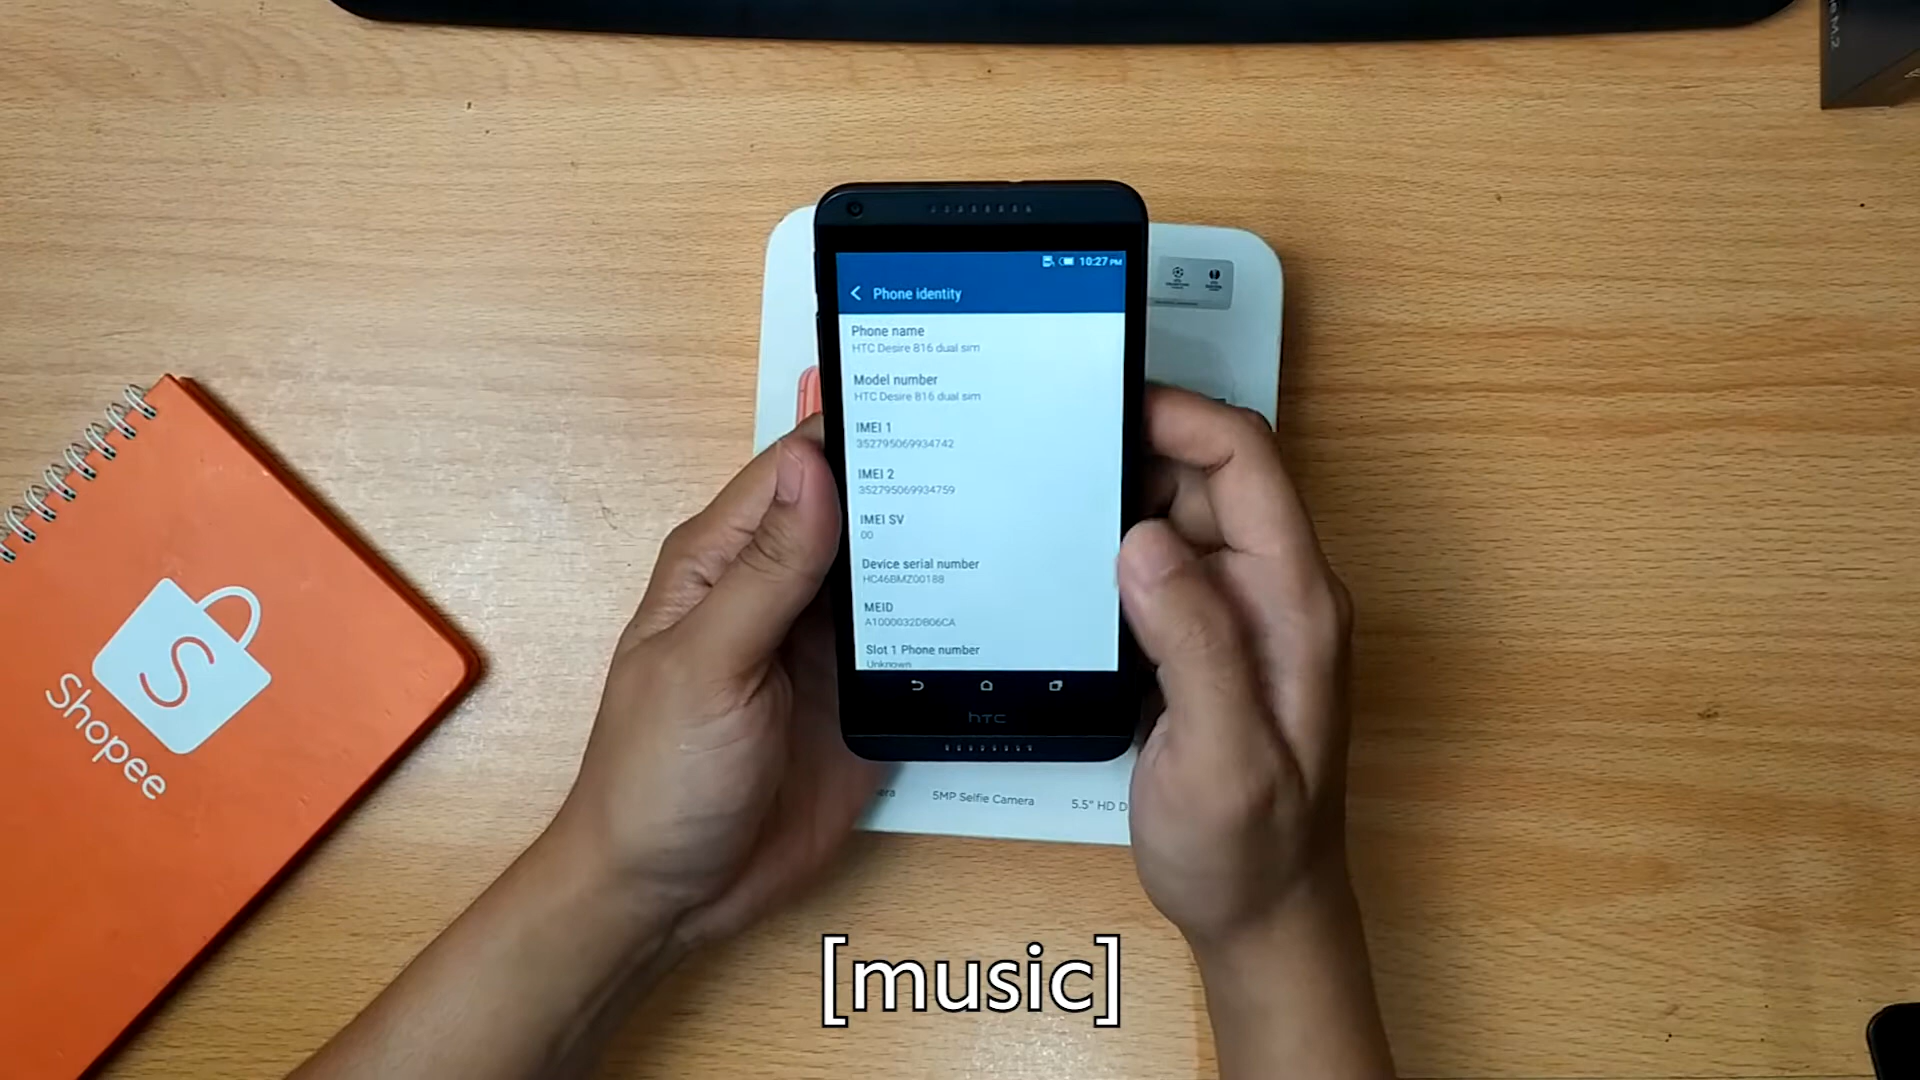 10:27 PM
Phone identity
Phone name
HTC Desire 816 dual sim
Model number
HTC Desire 816 dual sim
IMEI 1
352795069934742
IMEI 2
352795069934759
IMEI SV
00
Device serial number
HC46BMZ00188
MEID
A1000032DB06CA
Slot 1 Phone number
Unknown
hTC
5MP Selfie Camera
5.5" HD D
S
Shopee
[music]